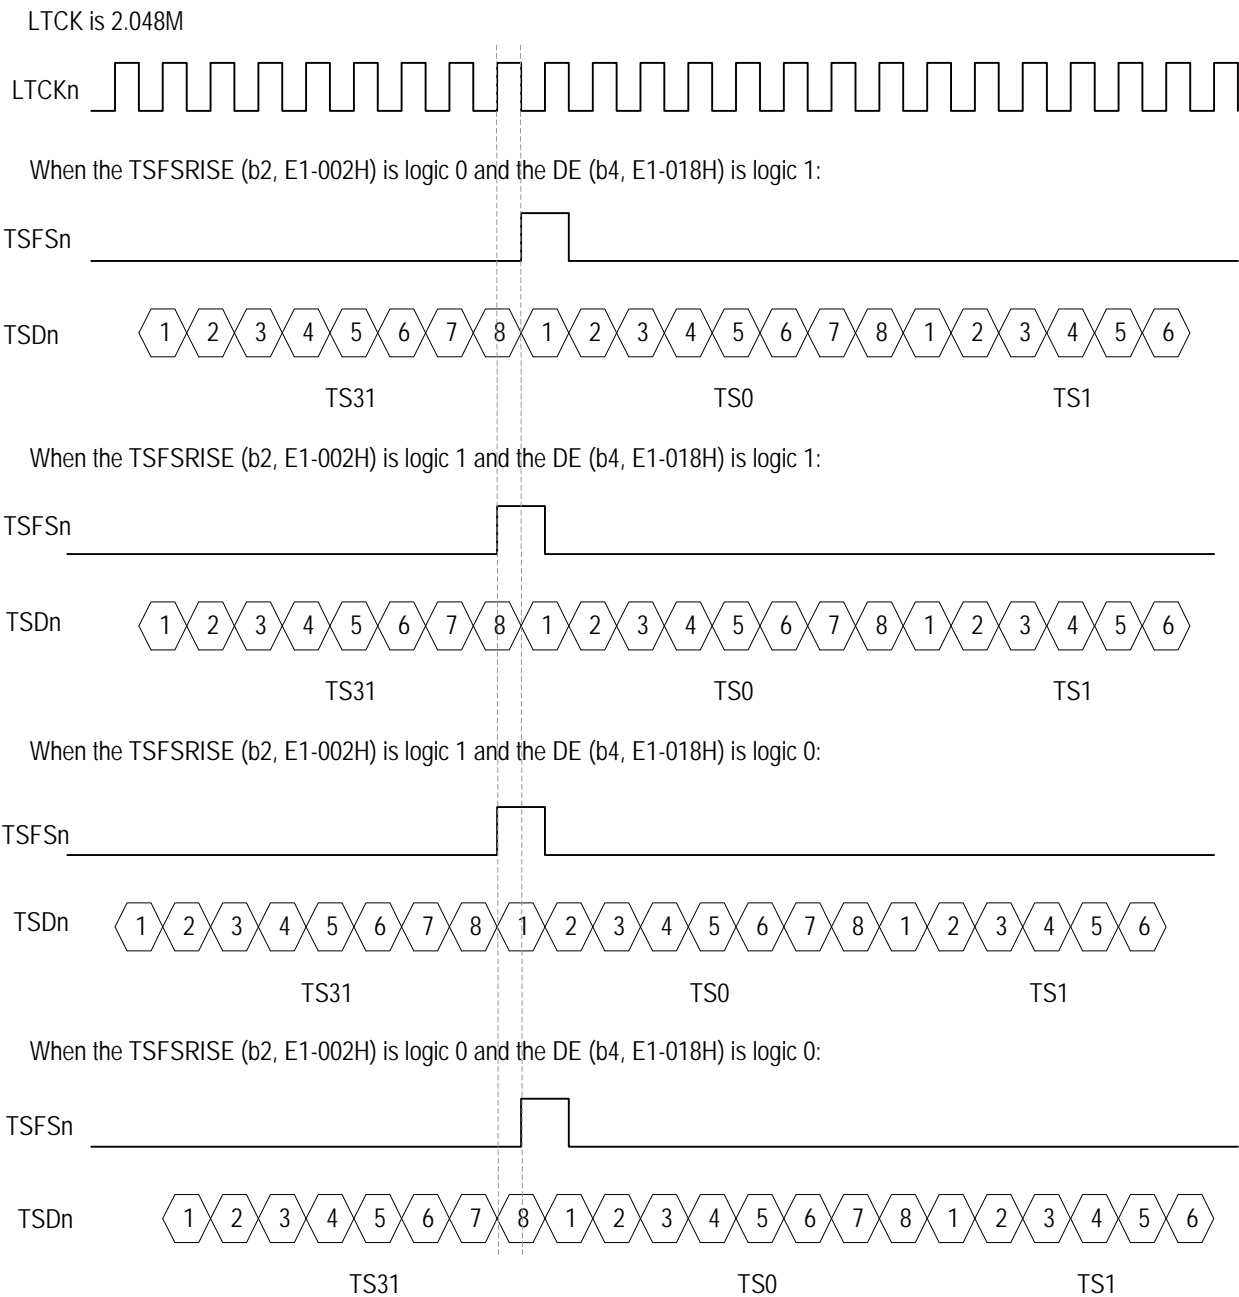 LTCK is 2.048M
LTCKn
When the TSFSRISE (b2, E1-002H) is logic 0 and the DE (b4, E1-018H) is logic 1:
TSFSn
TSDn 1 2 3 4 5 6 7 8 1 2 3 4 5 6 7 8 1 2 3 4 5 6
TS31 TS0 TS1
When the TSFSRISE (b2, E1-002H) is logic 1 and the DE (b4, E1-018H) is logic 1:
TSFSn
TSDn 1 2 3 4 5 6 7 8 1 2 3 4 5 6 7 8 1 2 3 4 5 6
TS31 TS0 TS1
When the TSFSRISE (b2, E1-002H) is logic 1 and the DE (b4, E1-018H) is logic 0:
TSFSn
TSDn 1 2 3 4 5 6 7 8 1 2 3 4 5 6 7 8 1 2 3 4 5 6
TS31 TS0 TS1
When the TSFSRISE (b2, E1-002H) is logic 0 and the DE (b4, E1-018H) is logic 0:
TSFSn
TSDn 1 2 3 4 5 6 7 8 1 2 3 4 5 6 7 8 1 2 3 4 5 6
TS31 TS0 TS1